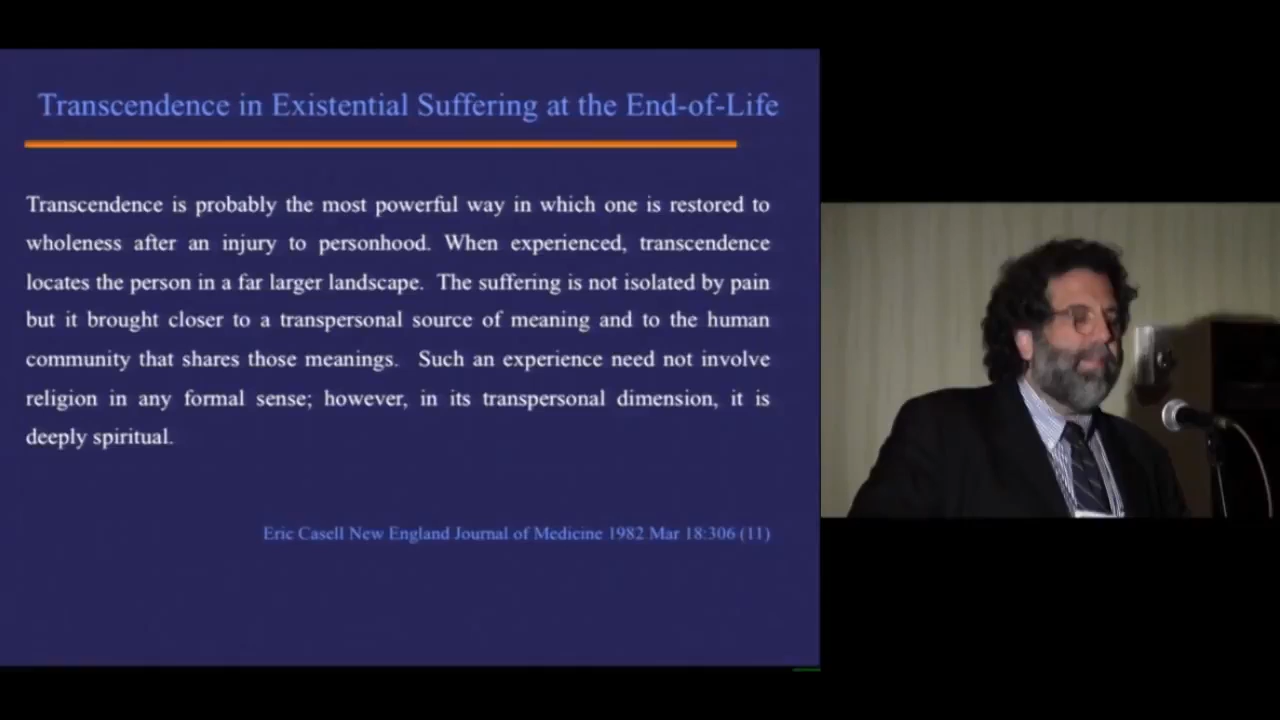 Transcendence in Existential Suffering at the End-of-Life
Transcendence is probably the most powerful way in which one is restored to
wholeness after an injury to personhood. When experienced, transcendence
locates the person in a far larger landscape. The suffering is not isolated by pain
but it brought closer to a transpersonal source of meaning and to the human
community that shares those meanings. Such an experience need not involve
religion in any formal sense; however, in its transpersonal dimension, it is
deeply spiritual.
Eric Casell New England Journal of Medicine 1982 Mar 18:306 (11)